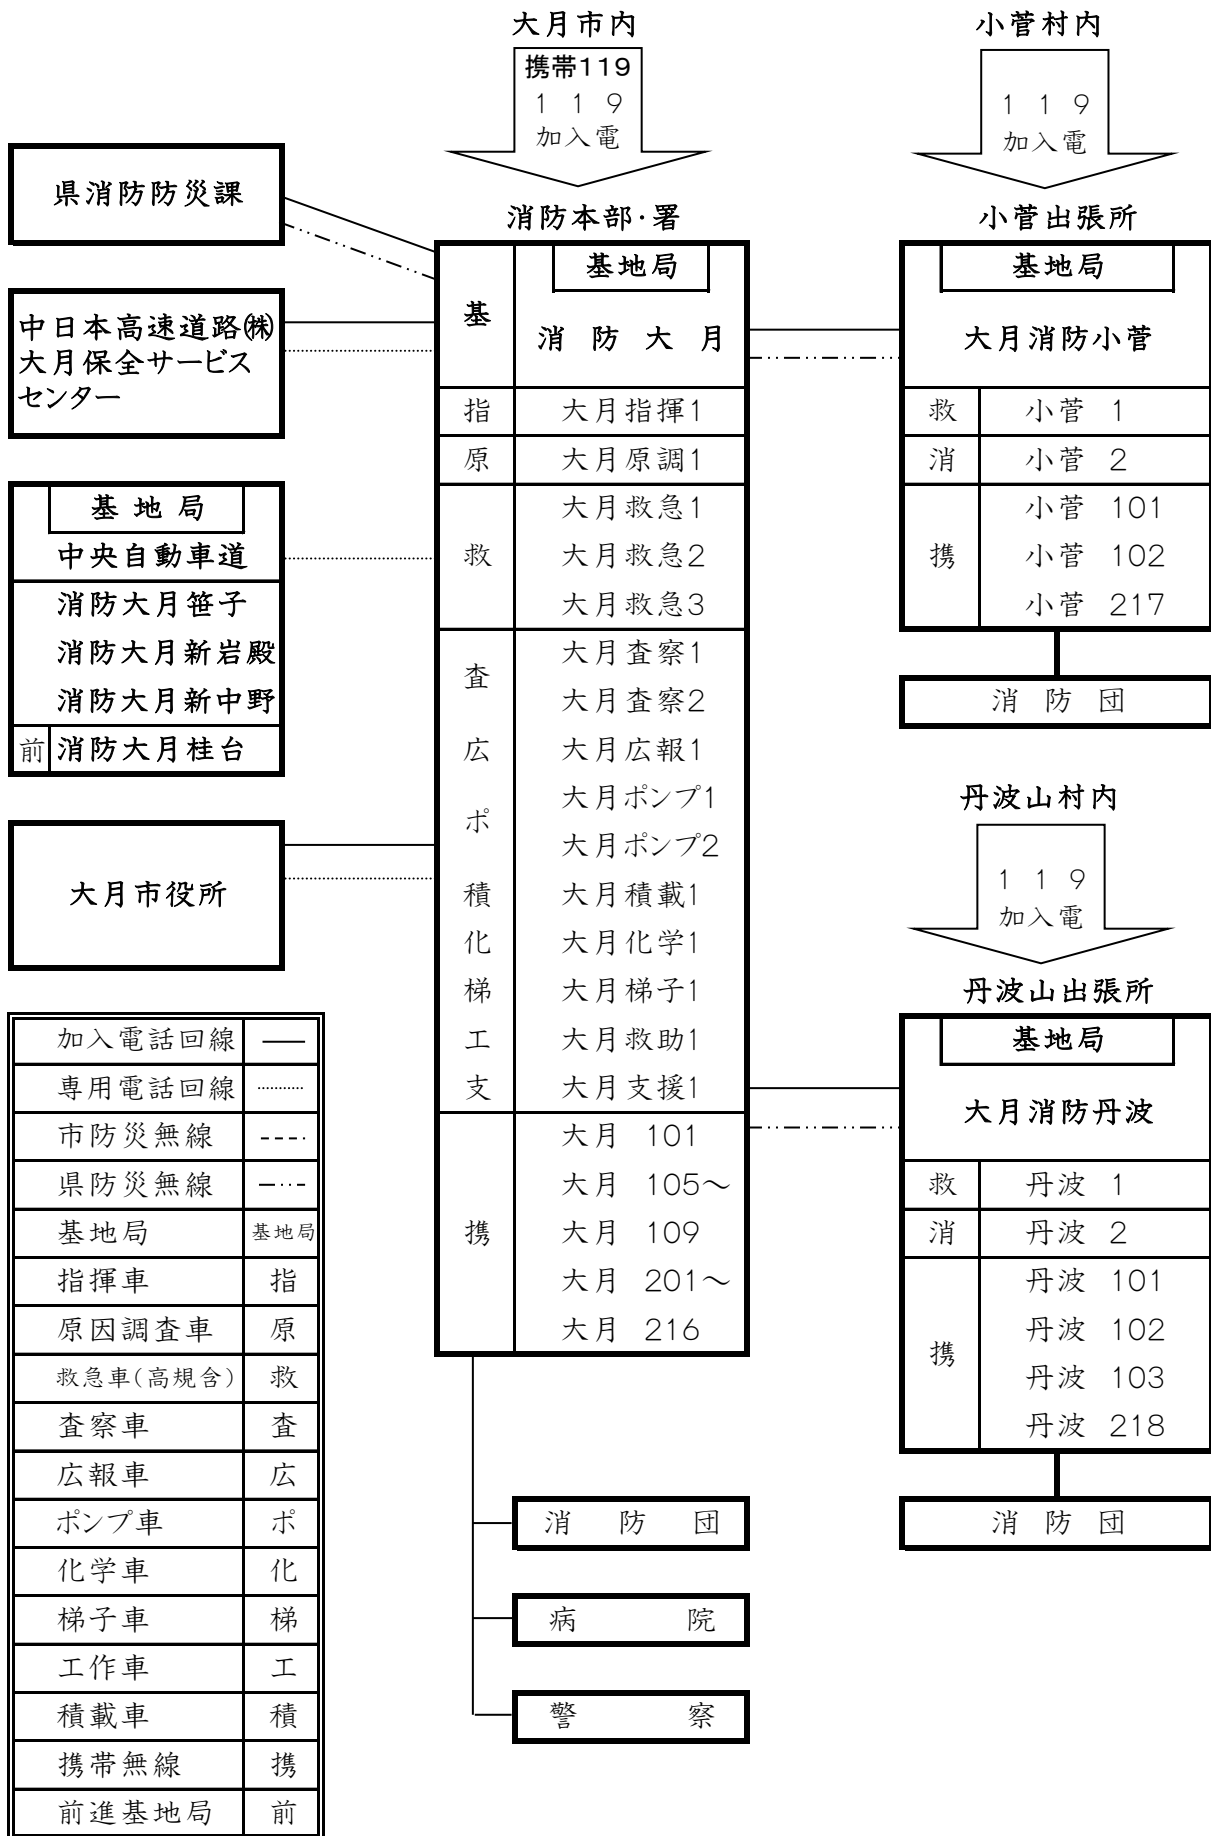 大月市内
携帯119
１１９
加入電
小菅村内
１１９
加入電
県消防防災課
中日本高速道路㈱
大月保全サービス
センター
基地局
中央自動車道
消防大月笹子
消防大月新岩殿
消防大月新中野
前 消防大月桂台
大月市役所
消防本部・署
基 基地局
消防大月
指 大月指揮1
原 大月原調1
救 大月救急1
大月救急2
大月救急3
査 大月査察1
大月査察2
広 大月広報1
ポ 大月ポンプ1
大月ポンプ2
積 大月積載1
化 大月化学1
梯 大月梯子1
工 大月救助1
支 大月支援1
携 大月 101
大月 105～
大月 109
大月 201～
大月 216
消防団
病院
警察
小菅出張所
基地局
大月消防小菅
救 小菅 1
消 小菅 2
携 小菅 101
小菅 102
小菅 217
消防団
丹波山村内
１１９
加入電
丹波山出張所
基地局
大月消防丹波
救 丹波 1
消 丹波 2
携 丹波 101
丹波 102
丹波 103
丹波 218
消防団
加入電話回線
専用電話回線
市防災無線
県防災無線
基地局 基地局
指揮車 指
原因調査車 原
救急車(高規含) 救
査察車 査
広報車 広
ポンプ車 ポ
化学車 化
梯子車 梯
工作車 工
積載車 積
携帯無線 携
前進基地局 前